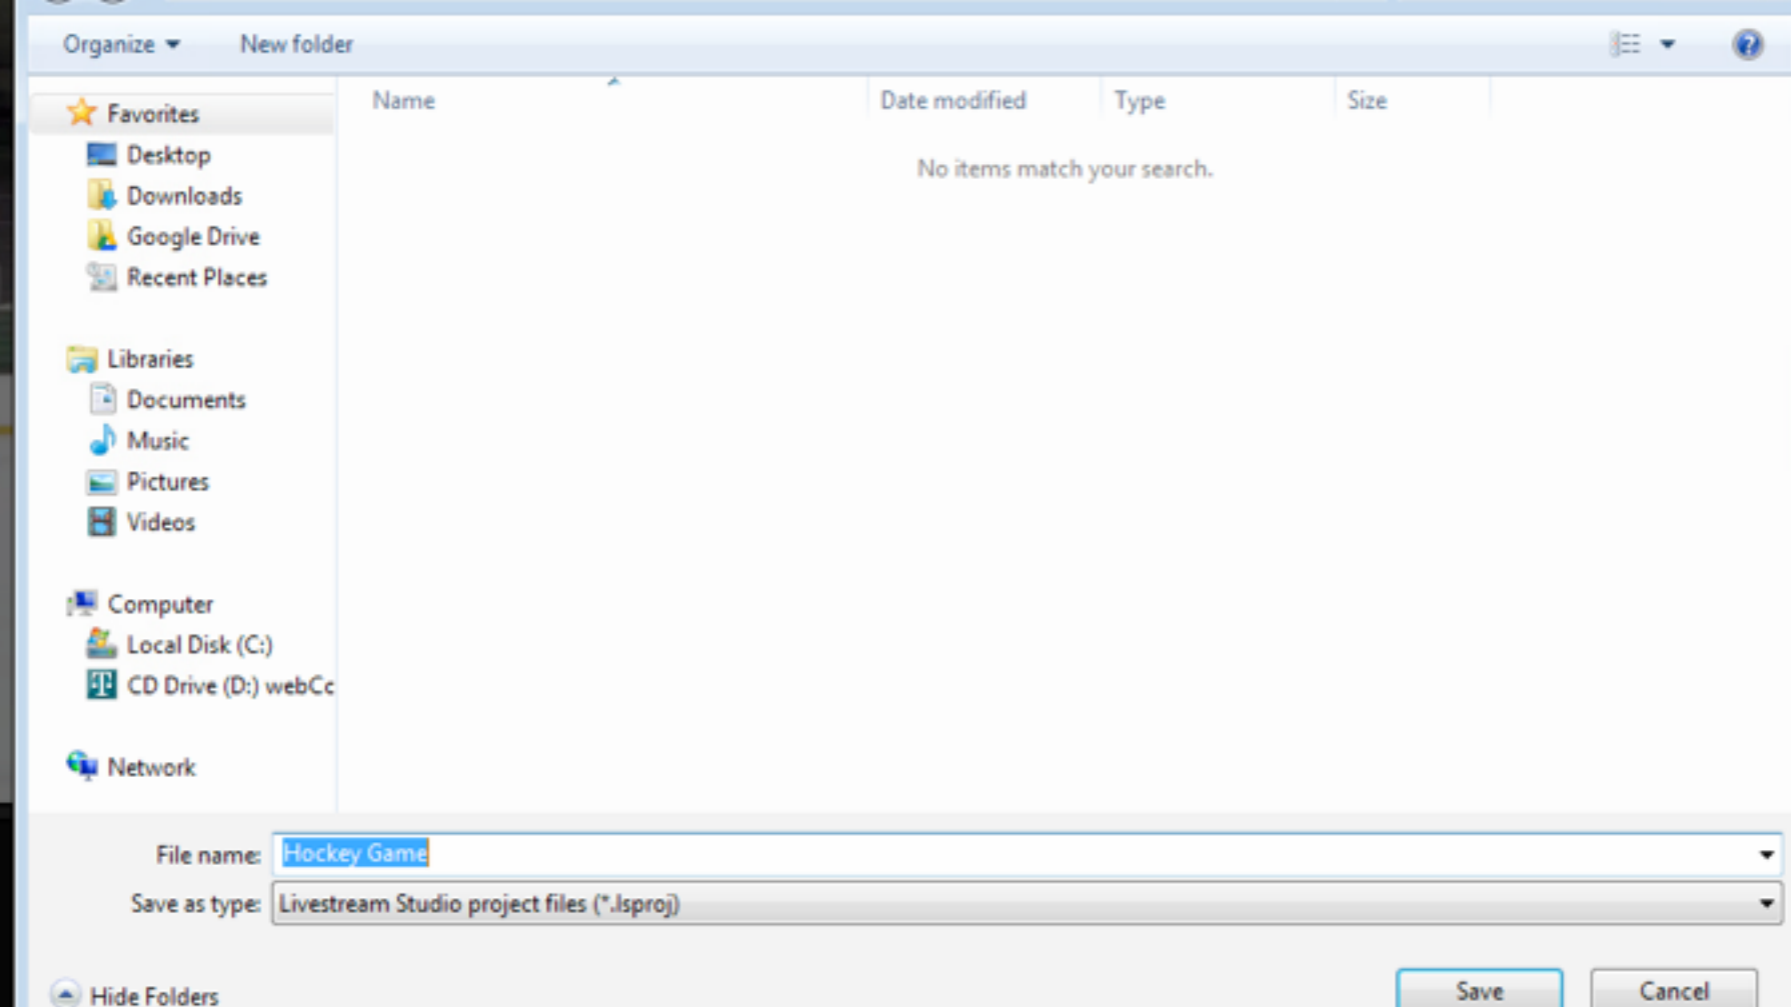 Organize New folder
Name Date modified Type Size
No items match your search.
Favorites
Desktop
Downloads
Google Drive
Recent Places
Libraries
Documents
Music
Pictures
Videos
Computer
Local Disk (C:)
CD Drive (D:) webCc
Network
File name: Hockey Game
Save as type: Livestream Studio project files (*.lsproj)
Hide Folders Save Cancel